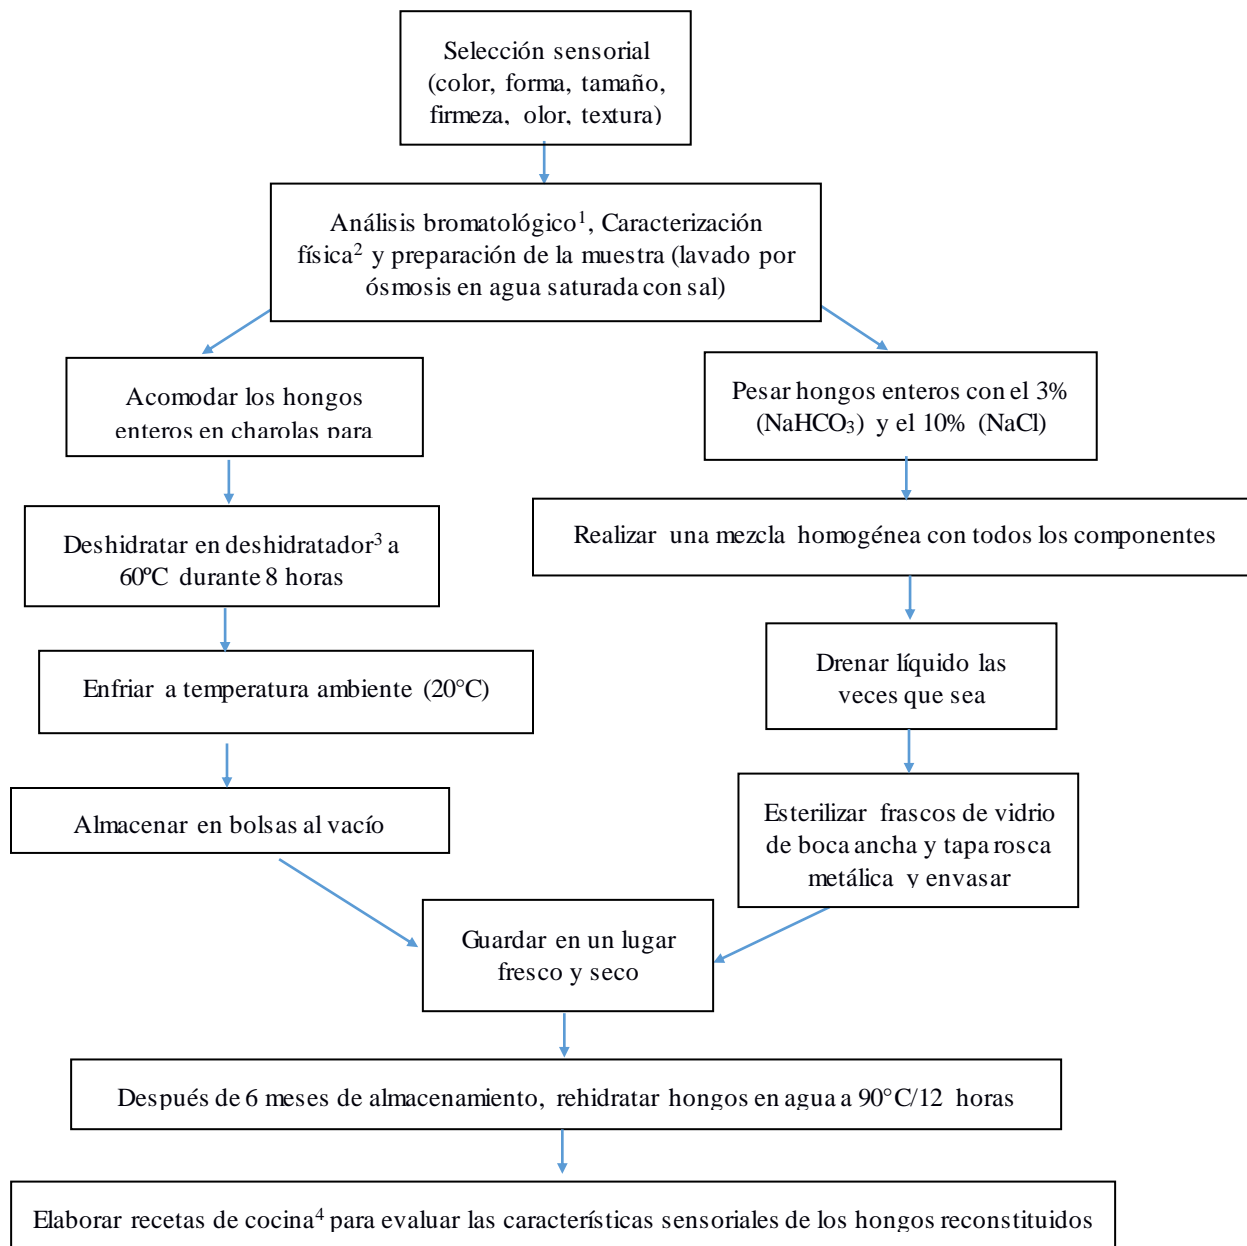 Selección sensorial
(color, forma, tamaño,
firmeza, olor, textura)
Análisis bromatológico¹, Caracterización
física² y preparación de la muestra (lavado por
ósmosis en agua saturada con sal)
Acomodar los hongos
enteros en charolas para
Pesar hongos enteros con el 3%
(NaHCO₃) y el 10% (NaCl)
Deshidratar en deshidratador³ a
60ºC durante 8 horas
Realizar una mezcla homogénea con todos los componentes
Enfriar a temperatura ambiente (20°C)
Drenar líquido las
veces que sea
Almacenar en bolsas al vacío
Esterilizar frascos de vidrio
de boca ancha y tapa rosca
metálica y envasar
Guardar en un lugar
fresco y seco
Después de 6 meses de almacenamiento, rehidratar hongos en agua a 90°C/12 horas
Elaborar recetas de cocina⁴ para evaluar las características sensoriales de los hongos reconstituidos